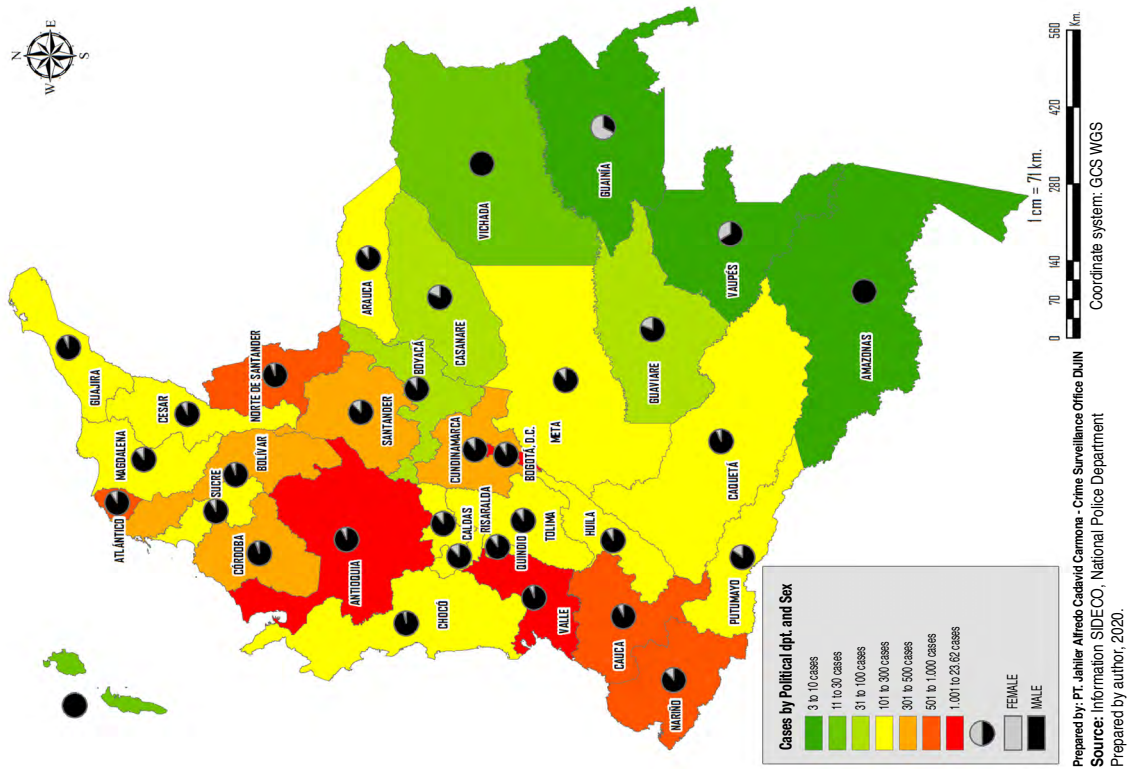 N
E
S
W
GUAJIRA
MAGDALENA
CESAR
ATLÁNTICO
SUCRE
BOLÍVAR
NORTE DE SANTANDER
CÓRDOBA
ANTIOQUIA
SANTANDER
ARAUCA
BOYACÁ
CASANARE
VICHADA
CHOCÓ
CALDAS
RISARALDA
QUINDIO
TOLIMA
CUNDINAMARCA
BOGOTÁ, D.C.
META
GUAINÍA
VALLE
HUILA
CAUCA
NARIÑO
GUAVIARE
VAUPÉS
CAQUETÁ
PUTUMAYO
AMAZONAS
Cases by Political dpt. and Sex
3 to 10 cases
11 to 30 cases
31 to 100 cases
101 to 300 cases
301 to 500 cases
501 to 1.000 cases
1.001 to 23.62 cases
FEMALE
MALE
1 cm = 71 km.
0 70 140 280 420 560
Km.
Coordinate system: GCS WGS
Prepared by: PT. Jahiler Alfredo Cadavid Carmona - Crime Surveillance Office DIJIN
Source: Information SIDECO, National Police Department
Prepared by author, 2020.